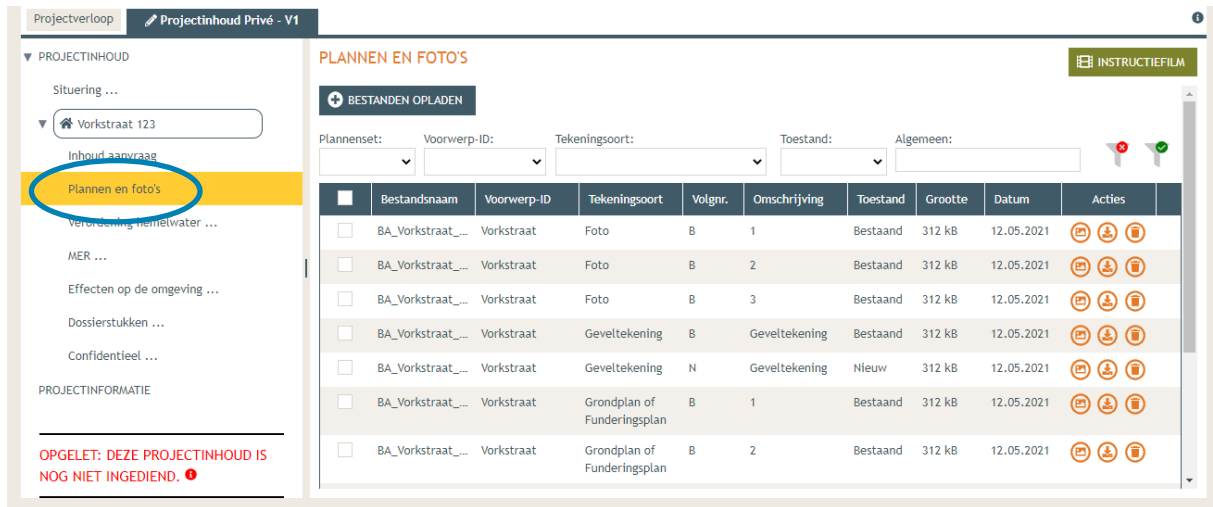 Projectverloop
Projectinhoud Privé - V1
PROJECTINHOUD
Situering ...
Vorkstraat 123
Inhoud aanvraag
Plannen en foto's
Verordening hemelwater ...
MER ...
Effecten op de omgeving ...
Dossierstukken ...
Confidentieel ...
PROJECTINFORMATIE
OPGELET: DEZE PROJECTINHOUD IS
NOG NIET INGEDIEND.
PLANNEN EN FOTO'S
INSTRUCTIEFILM
BESTANDEN OPLADEN
Plannenset: Voorwerp-ID: Tekeningsoort: Toestand: Algemeen:
Bestandsnaam Voorwerp-ID Tekeningsoort Volgnr. Omschrijving Toestand Grootte Datum Acties
BA_Vorkstraat_... Vorkstraat Foto B 1 Bestaand 312 kB 12.05.2021
BA_Vorkstraat_... Vorkstraat Foto B 2 Bestaand 312 kB 12.05.2021
BA_Vorkstraat_... Vorkstraat Foto B 3 Bestaand 312 kB 12.05.2021
BA_Vorkstraat_... Vorkstraat Geveltekening B Geveltekening Bestaand 312 kB 12.05.2021
BA_Vorkstraat_... Vorkstraat Geveltekening N Geveltekening Nieuw 312 kB 12.05.2021
BA_Vorkstraat_... Vorkstraat Grondplan of B 1 Bestaand 312 kB 12.05.2021
Funderingsplan
BA_Vorkstraat_... Vorkstraat Grondplan of B 2 Bestaand 312 kB 12.05.2021
Funderingsplan